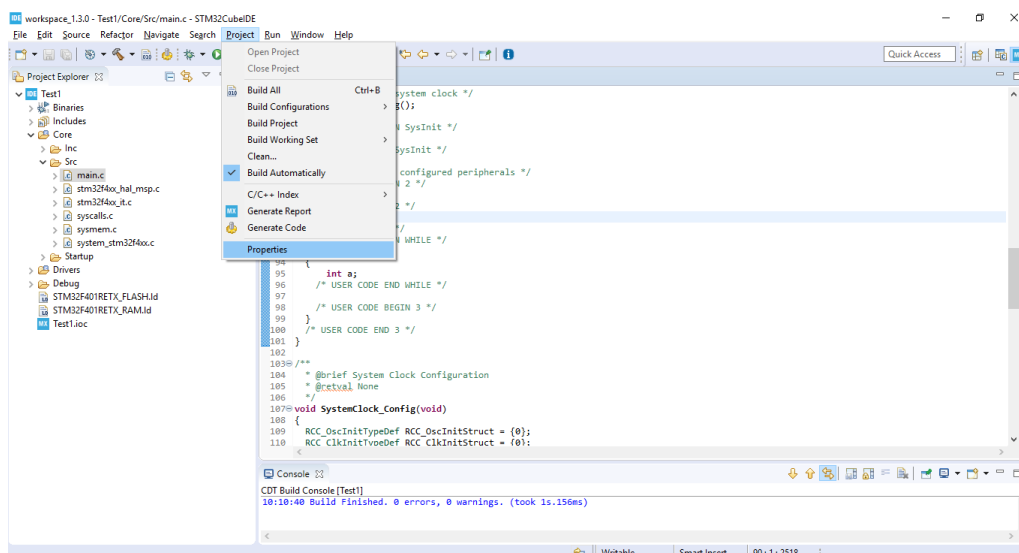 workspace_1.3.0 - Test1/Core/Src/main.c - STM32CubeIDE
File Edit Source Refactor Navigate Search Project Run Window Help
Quick Access
Project Explorer
Test1
Binaries
Includes
Core
Inc
Src
main.c
stm32f4xx_hal_msp.c
stm32f4xx_it.c
syscalls.c
sysmem.c
system_stm32f4xx.c
Startup
Drivers
Debug
STM32F401RETX_FLASH.ld
STM32F401RETX_RAM.ld
Test1.ioc
Open Project
Close Project
Build All Ctrl+B
Build Configurations
Build Project
Build Working Set
Clean...
Build Automatically
C/C++ Index
Generate Report
Generate Code
Properties
system clock */
g();
SysInit */
SysInit */
configured peripherals */
2 */
2 */
*/
WHILE */
94 {
95 int a;
96 /* USER CODE END WHILE */
97
98 /* USER CODE BEGIN 3 */
99 }
100 /* USER CODE END 3 */
101 }
102
103 /**
104 * @brief System Clock Configuration
105 * @retval None
106 */
107 void SystemClock_Config(void)
108 {
109 RCC_OscInitTypeDef RCC_OscInitStruct = {0};
110 RCC_ClkInitTypeDef RCC_ClkInitStruct = {0};
Console
CDT Build Console [Test1]
10:10:40 Build Finished. 0 errors, 0 warnings. (took 1s.156ms)
Writable Smart Insert 90 : 1 : 2518